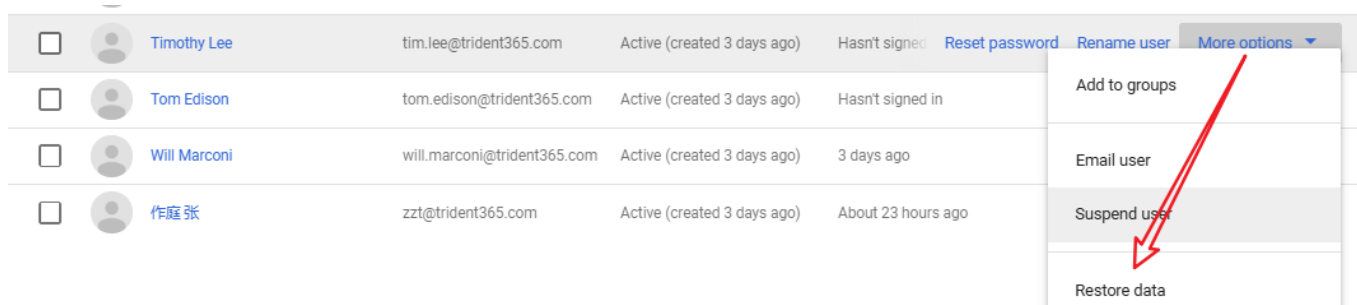 Timothy Lee tim.lee@trident365.com Active (created 3 days ago) Hasn't signed Reset password Rename user More options
Add to groups
Tom Edison tom.edison@trident365.com Active (created 3 days ago) Hasn't signed in
Will Marconi will.marconi@trident365.com Active (created 3 days ago) 3 days ago
Email user
作庭 张 zzt@trident365.com Active (created 3 days ago) About 23 hours ago
Suspend user
Restore data